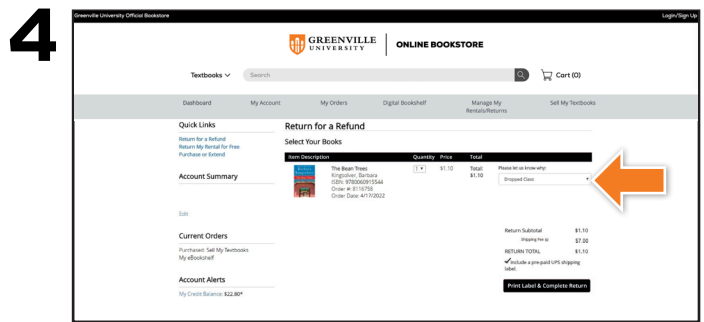 4
Greenville University Official Bookstore
Login/Sign Up
GREENVILLE
UNIVERSITY
ONLINE BOOKSTORE
Textbooks
Search
Cart (0)
Dashboard
My Account
My Orders
Digital Bookshelf
Manage My
Rentals/Returns
Sell My Textbooks
Quick Links
Return for a Refund
Return My Rental for Free
Purchase or Extend
Account Summary
Edit
Current Orders
Purchased: Sell My Textbooks
My eBookshelf
Account Alerts
My Credit Balance: $22.80*
Return for a Refund
Select Your Books
Item Description Quantity Price Total
The Bean Trees
Kingsolver, Barbara
ISBN: 9780060915544
Order #: 8116758
Order Date: 4/17/2022
1
$1.10
Total:
$1.10
Please let us know why:
Dropped Class
Return Subtotal $1.10
Shipping Fee $7.00
RETURN TOTAL $1.10
Include a pre-paid UPS shipping
label.
Print Label & Complete Return